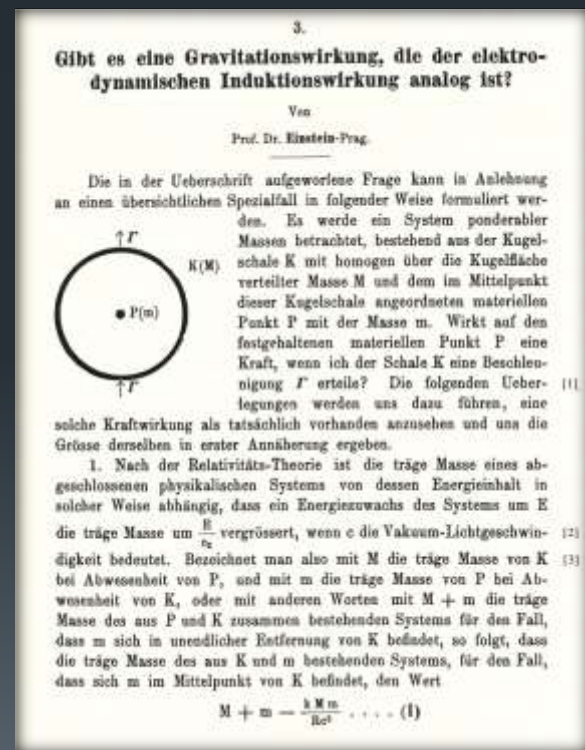 3.
Gibt es eine Gravitationswirkung, die der elektro-
dynamischen Induktionswirkung analog ist?
Von
Prof. Dr. Einstein-Prag.
Die in der Ueberschrift aufgeworfene Frage kann in Anlehnung
an einen übersichtlichen Spezialfall in folgender Weise formuliert wer-
den. Es werde ein System ponderabler
Massen betrachtet, bestehend aus der Kugel-
schale K mit homogen über die Kugelfläche
verteilter Masse M und dem im Mittelpunkt
dieser Kugelschale angeordneten materiellen
Punkt P mit der Masse m. Wirkt auf den
festgehaltenen materiellen Punkt P eine
Kraft, wenn ich der Schale K eine Beschleu-
nigung Γ erteile? Die folgenden Ueber- [1]
legungen werden uns dazu führen, eine
↑Γ
K(M)
P(m)
↑Γ
solche Kraftwirkung als tatsächlich vorhanden anzusehen und uns die
Grösse derselben in erster Annäherung ergeben.
1. Nach der Relativitäts-Theorie ist die träge Masse eines ab-
geschlossenen physikalischen Systems von dessen Energieinhalt in
solcher Weise abhängig, dass ein Energiezuwachs des Systems um E
die träge Masse um E/c² vergrössert, wenn c die Vakuum-Lichtgeschwin- [2]
digkeit bedeutet. Bezeichnet man also mit M die träge Masse von K [3]
bei Abwesenheit von P, und mit m die träge Masse von P bei Ab-
wesenheit von K, oder mit anderen Worten mit M + m die träge
Masse des aus P und K zusammen bestehenden Systems für den Fall,
dass m sich in unendlicher Entfernung von K befindet, so folgt, dass
die träge Masse des aus K und m bestehenden Systems, für den Fall,
dass sich m im Mittelpunkt von K befindet, den Wert
M + m − k M m / Rc² . . . . (1)